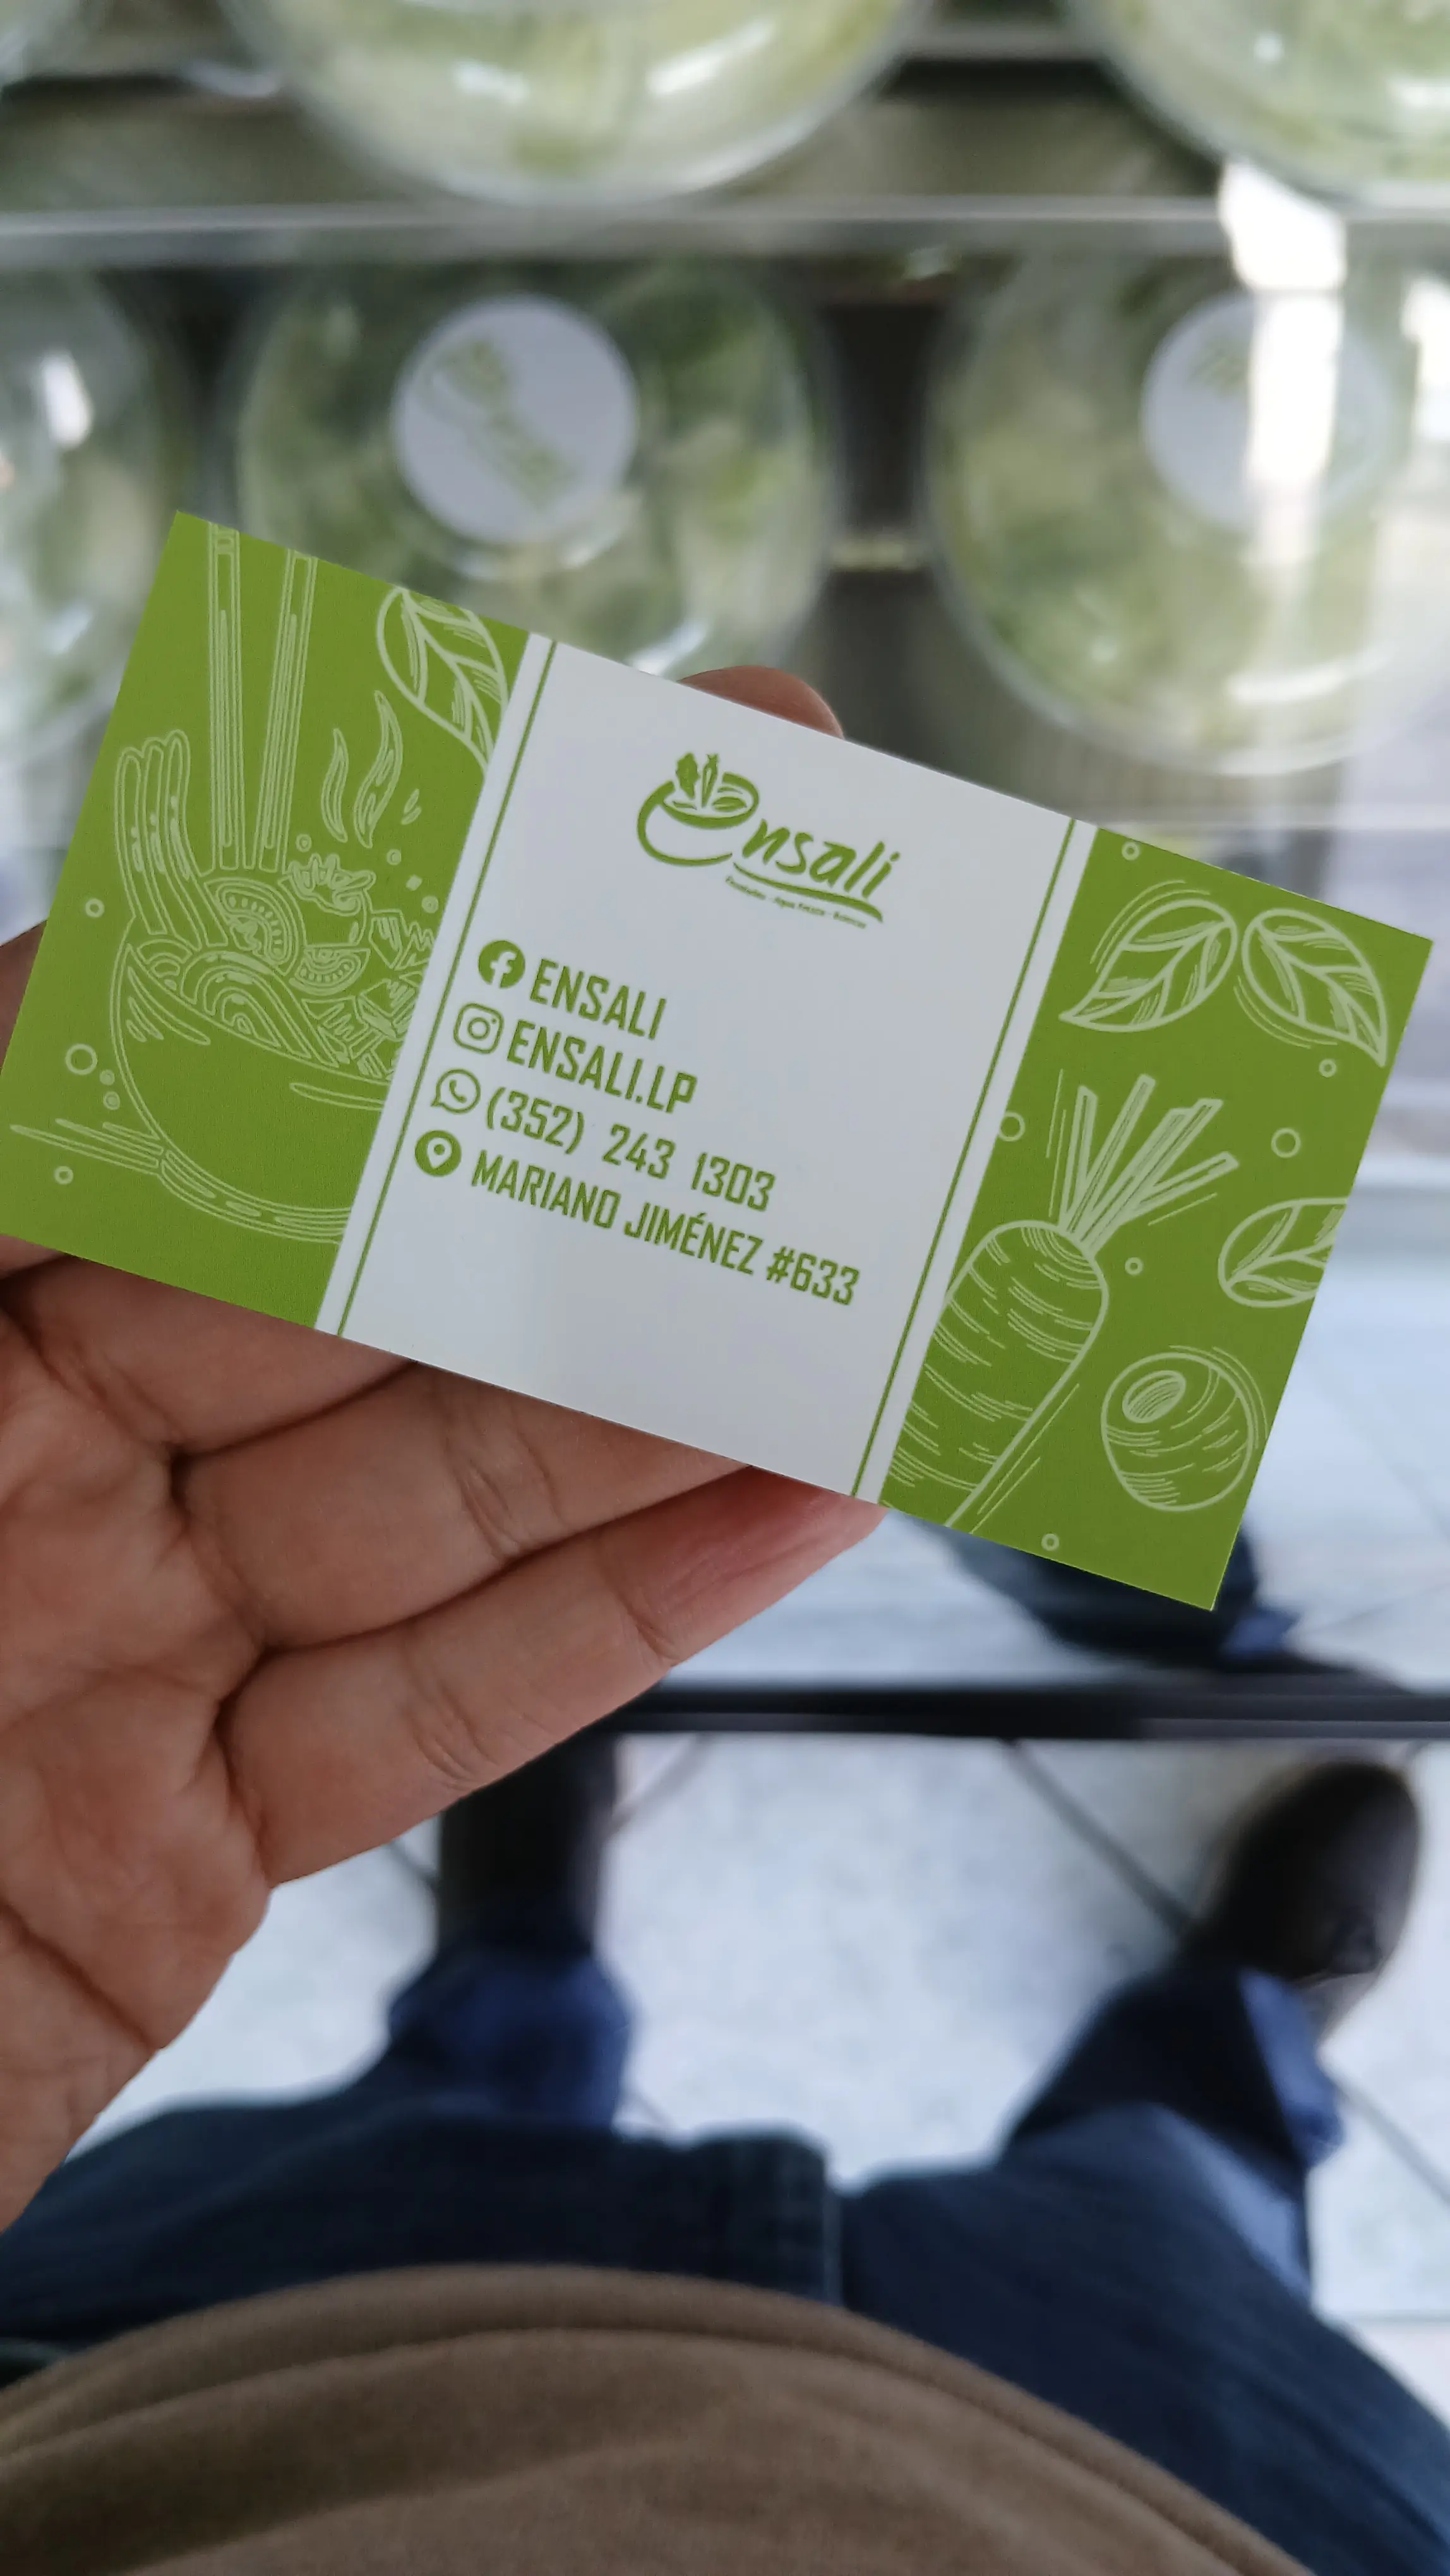 ensali
ENSALI
ENSALI.LP
(352) 243 1303
MARIANO JIMÉNEZ #633